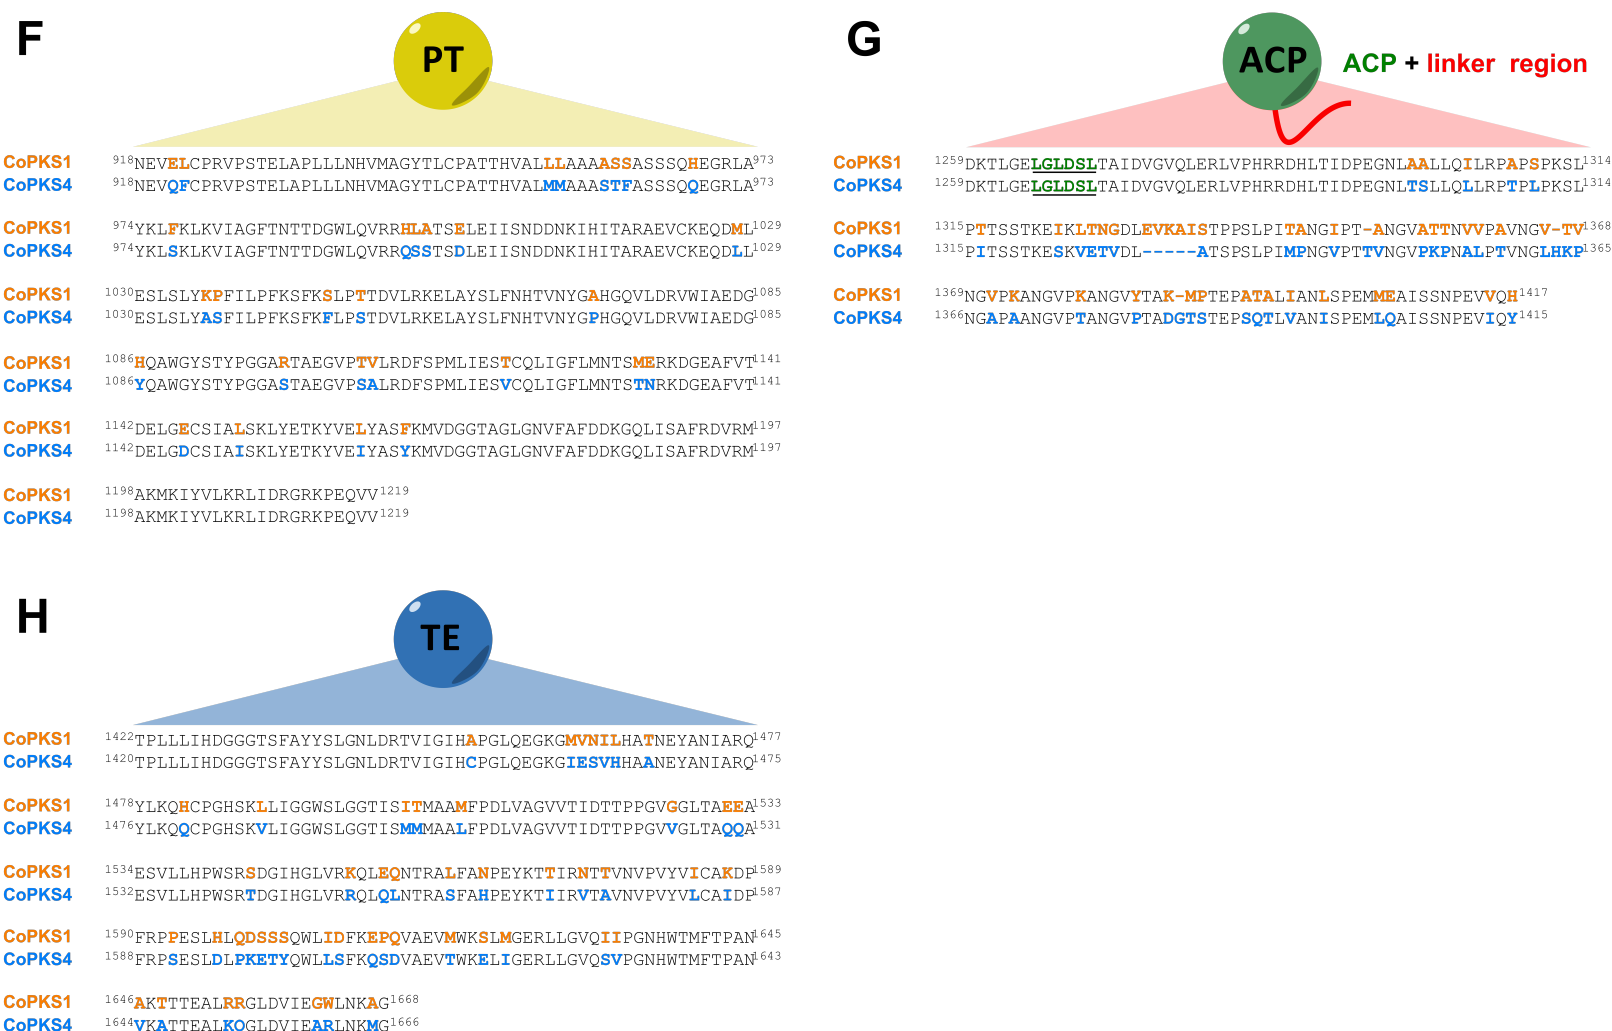 F
PT
CoPKS1 918NEVELCPRVPSTELAPLLLNHVMAGYTLCPATTHVALLLAAAASSASSSQHEGRLA973
CoPKS4 918NEVQFCPRVPSTELAPLLLNHVMAGYTLCPATTHVALMMAAASTFASSSQQEGRLA973
CoPKS1 974YKLFKLKVIAGFTNTTDGWLQVRRHLATSELEIISNDDNKIHITARAEVCKEQDML1029
CoPKS4 974YKLSKLKVIAGFTNTTDGWLQVRRQSSTSDLEIISNDDNKIHITARAEVCKEQDLL1029
CoPKS1 1030ESLSLYKPFILPFKSFKSLPTTDVLRKELAYSLFNHTVNYGAHGQVLDRVWIAEDG1085
CoPKS4 1030ESLSLYASFILPFKSFKFLPSTDVLRKELAYSLFNHTVNYGPHGQVLDRVWIAEDG1085
CoPKS1 1086HQAWGYSTYPGGARTAEGVPTVLRDFSPMLIESTCQLIGFLMNTSMERKDGEAFVT1141
CoPKS4 1086YQAWGYSTYPGGASTAEGVPSALRDFSPMLIESVCQLIGFLMNTSTNRKDGEAFVT1141
CoPKS1 1142DELGECSIALSKLYETKYVELYASFKMVDGGTAGLGNVFAFDDKGQLISAFRDVRM1197
CoPKS4 1142DELGDCSIAISKLYETKYVEIYASYKMVDGGTAGLGNVFAFDDKGQLISAFRDVRM1197
CoPKS1 1198AKMKIYVLKRLIDRGRKPEQVV1219
CoPKS4 1198AKMKIYVLKRLIDRGRKPEQVV1219
G
ACP
ACP + linker region
CoPKS1 1259DKTLGELGLDSLTAIDVGVQLERLVPHRRDHLTIDPEGNLAALLQILRPAPSPKSL1314
CoPKS4 1259DKTLGELGLDSLTAIDVGVQLERLVPHRRDHLTIDPEGNLTSLLQLLRPTPLPKSL1314
CoPKS1 1315PTTSSTKEIKLTNGDLEVKAISTPPSLPITANGIPT-ANGVATTNVVPAVNGV-TV1368
CoPKS4 1315PITSSTKESKVETVDL-----ATSPSLPIMPNGVPTTVNGVPKPNALPTVNGLHKP1365
CoPKS1 1369NGVPKANGVPKANGVYTAK-MPTEPATALIANLSPEMMEAISSNPEVVQH1417
CoPKS4 1366NGAPAANGVPTANGVPTADGTSTEPSQTLVANISPEMLQAISSNPEVIQY1415
H
TE
CoPKS1 1422TPLLLIHDGGGTSFAYYSLGNLDRTVIGIHAPGLQEGKGMVNILHATNEYANIARQ1477
CoPKS4 1420TPLLLIHDGGGTSFAYYSLGNLDRTVIGIHCPGLQEGKGIESVHHAANEYANIARQ1475
CoPKS1 1478YLKQHCPGHSKLLIGGWSLGGTISITMAAMFPDLVAGVVTIDTTPPGVGGLTAEEA1533
CoPKS4 1476YLKQQCPGHSKVLIGGWSLGGTISMMMAALFPDLVAGVVTIDTTPPGVVGLTAQQA1531
CoPKS1 1534ESVLLHPWSRSDGIHGLVRKQLEQNTRALFANPEYKTTIRNTTVNVPVYVICAKDP1589
CoPKS4 1532ESVLLHPWSRTDGIHGLVRRQLQLNTRASFAHPEYKTIIRVTAVNVPVYVLCAIDP1587
CoPKS1 1590FRPPESLHLQDSSSQWLIDFKEPQVAEVMWKSLMGERLLGVQIIPGNHWTMFTPAN1645
CoPKS4 1588FRPSESLDLPKETYQWLLSFKQSDVAEVTWKELIGERLLGVQSVPGNHWTMFTPAN1643
CoPKS1 1646AKTTTEALRRGLDVIEGWLNKAG1668
CoPKS4 1644VKATTEALKQGLDVIEARLNKMG1666